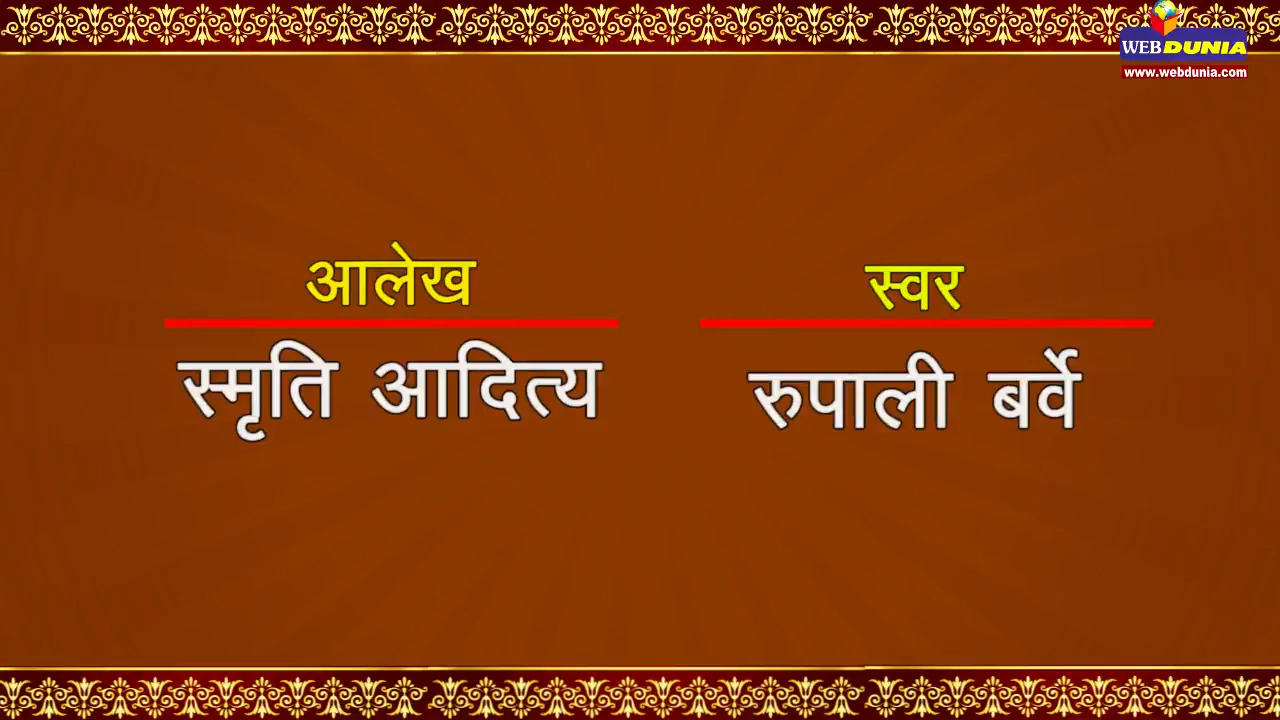 WEBDUNIA
www.webdunia.com
आलेख
स्मृति आदित्य
स्वर
रुपाली बर्वे